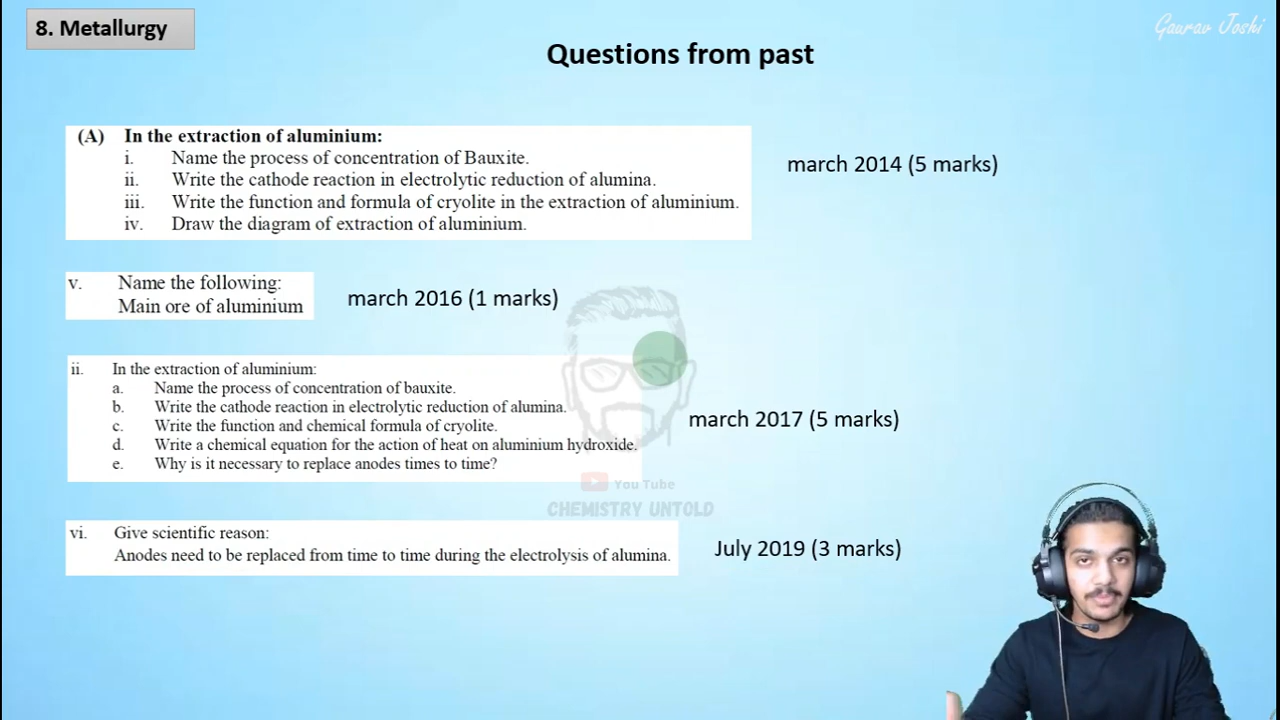 8. Metallurgy
Gaurav Joshi
Questions from past
(A) In the extraction of aluminium:
i. Name the process of concentration of Bauxite.
ii. Write the cathode reaction in electrolytic reduction of alumina.
iii. Write the function and formula of cryolite in the extraction of aluminium.
iv. Draw the diagram of extraction of aluminium.
march 2014 (5 marks)
v. Name the following:
Main ore of aluminium
march 2016 (1 marks)
ii. In the extraction of aluminium:
a. Name the process of concentration of bauxite.
b. Write the cathode reaction in electrolytic reduction of alumina.
c. Write the function and chemical formula of cryolite.
d. Write a chemical equation for the action of heat on aluminium hydroxide.
e. Why is it necessary to replace anodes times to time?
march 2017 (5 marks)
You Tube
CHEMISTRY UNTOLD
vi. Give scientific reason:
Anodes need to be replaced from time to time during the electrolysis of alumina.
July 2019 (3 marks)